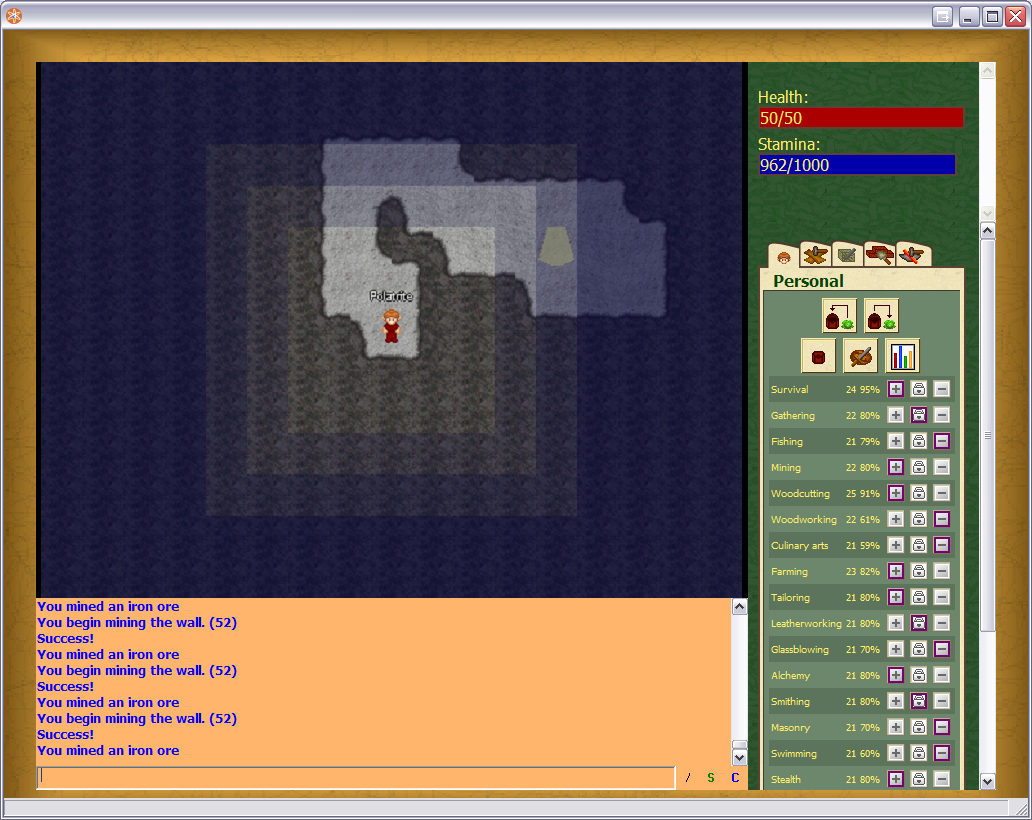 Health:
50/50
Stamina:
962/1000
Polante
Personal
Survival 24 95%
Gathering 22 80%
Fishing 21 79%
Mining 22 80%
Woodcutting 25 91%
Woodworking 22 61%
Culinary arts 21 59%
Farming 23 82%
Tailoring 21 80%
Leatherworking 21 80%
Glassblowing 21 70%
Alchemy 21 80%
Smithing 21 80%
Masonry 21 70%
Swimming 21 60%
Stealth 21 80%
You mined an iron ore
You begin mining the wall. (52)
Success!
You mined an iron ore
You begin mining the wall. (52)
Success!
You mined an iron ore
You begin mining the wall. (52)
Success!
You mined an iron ore
/ S C